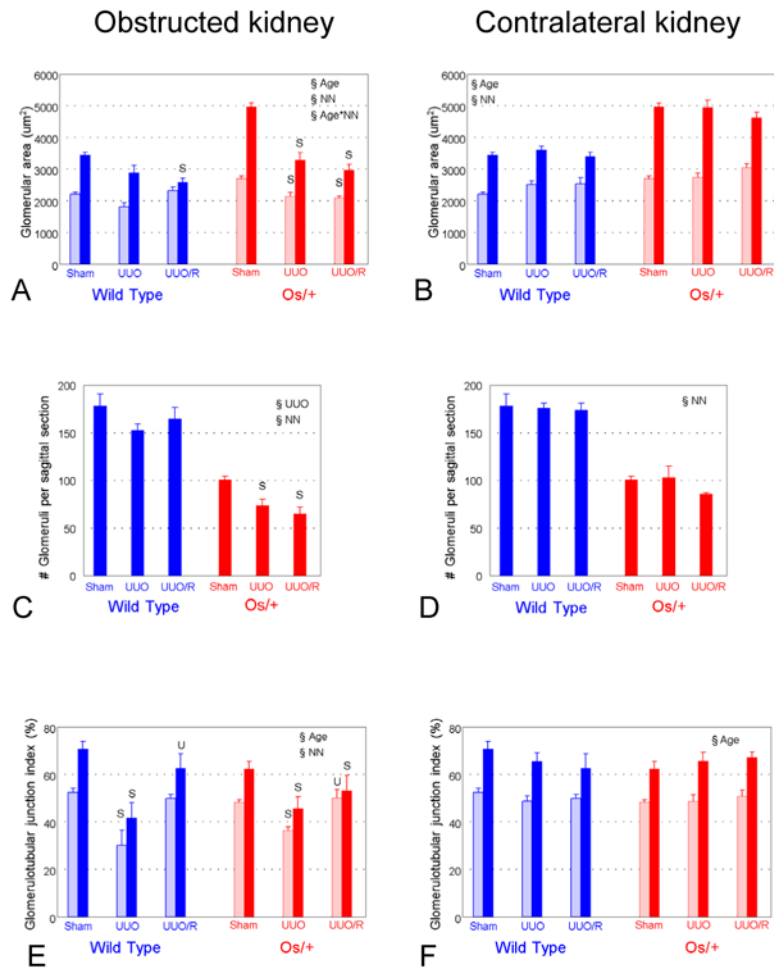 Obstructed kidney
Contralateral kidney
Glomerular area (um²)
6000
5000
4000
3000
2000
1000
0
§ Age
§ NN
§ Age*NN
S
S
S
S
S
Sham
UUO
UUO/R
Sham
UUO
UUO/R
Wild Type
Os/+
A
Glomerular area (um²)
6000
5000
4000
3000
2000
1000
0
§ Age
§ NN
Sham
UUO
UUO/R
Sham
UUO
UUO/R
Wild Type
Os/+
B
# Glomeruli per sagittal section
200
150
100
50
0
§ UUO
§ NN
S
S
Sham
UUO
UUO/R
Sham
UUO
UUO/R
Wild Type
Os/+
C
# Glomeruli per sagittal section
200
150
100
50
0
§ NN
Sham
UUO
UUO/R
Sham
UUO
UUO/R
Wild Type
Os/+
D
Glomerulotubular junction index (%)
80
60
40
20
0
§ Age
§ NN
S
S
U
S
S
U
S
Sham
UUO
UUO/R
Sham
UUO
UUO/R
Wild Type
Os/+
E
Glomerulotubular junction index (%)
80
60
40
20
0
§ Age
Sham
UUO
UUO/R
Sham
UUO
UUO/R
Wild Type
Os/+
F